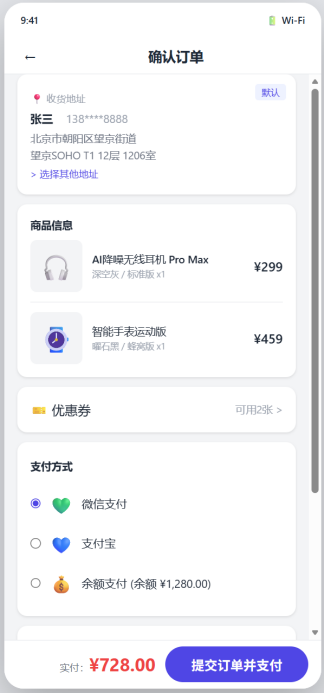 9:41
Wi-Fi
←
确认订单
收货地址
默认
张三 138****8888
北京市朝阳区望京街道
望京SOHO T1 12层 1206室
> 选择其他地址
商品信息
AI降噪无线耳机 Pro Max
深空灰 / 标准版 x1
¥299
智能手表运动版
曜石黑 / 蜂窝版 x1
¥459
优惠券
可用2张 >
支付方式
微信支付
支付宝
余额支付 (余额 ¥1,280.00)
实付: ¥728.00
提交订单并支付